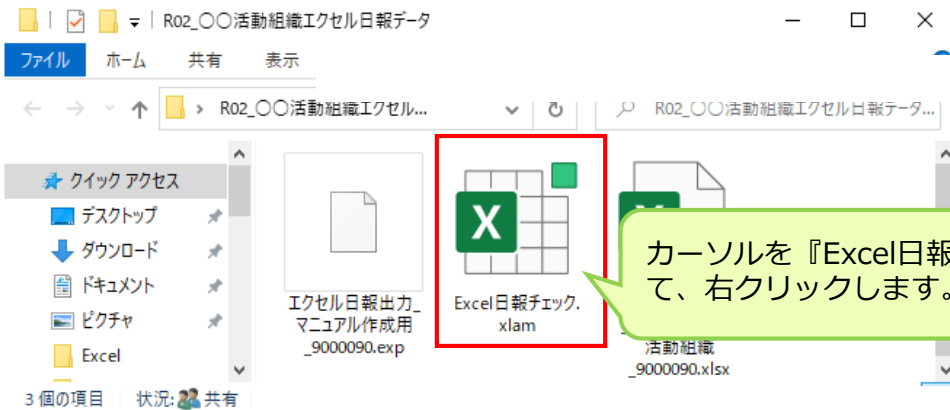 R02_〇〇活動組織エクセル日報データ
ファイル ホーム 共有 表示
R02_〇〇活動組織エクセル...
R02_〇〇活動組織エクセル日報データ...
クイック アクセス
デスクトップ
ダウンロード
ドキュメント
ピクチャ
Excel
エクセル日報出力_
マニュアル作成用
_9000090.exp
Excel日報チェック.
xlam
活動組織
_9000090.xlsx
カーソルを『Excel日報
て、右クリックします。
3 個の項目 状況: 共有